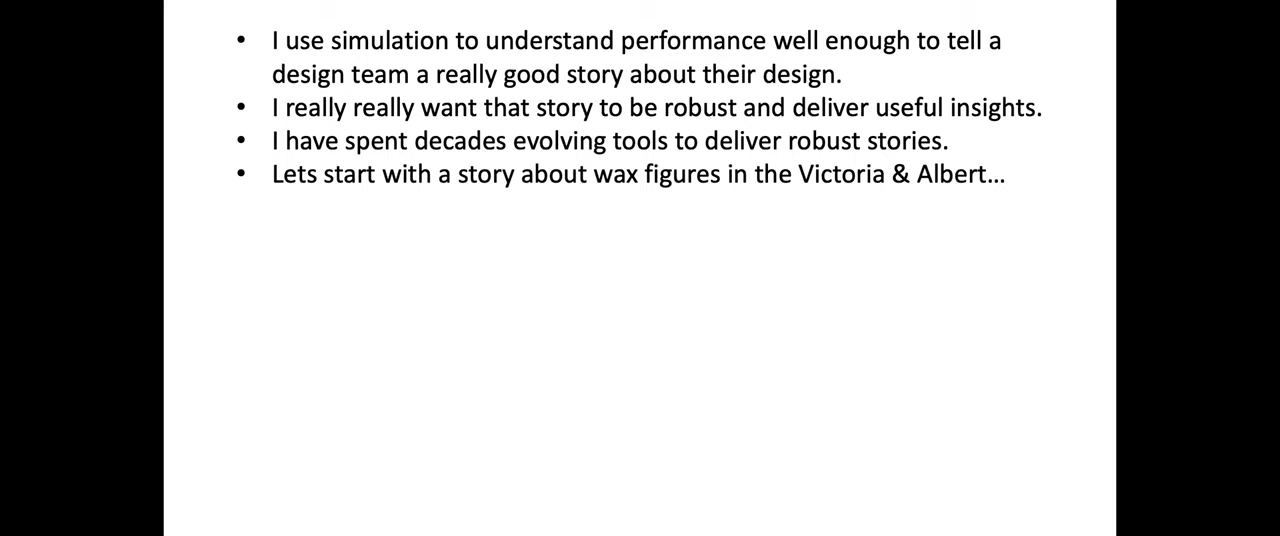 • I use simulation to understand performance well enough to tell a
design team a really good story about their design.
• I really really want that story to be robust and deliver useful insights.
• I have spent decades evolving tools to deliver robust stories.
• Lets start with a story about wax figures in the Victoria & Albert...